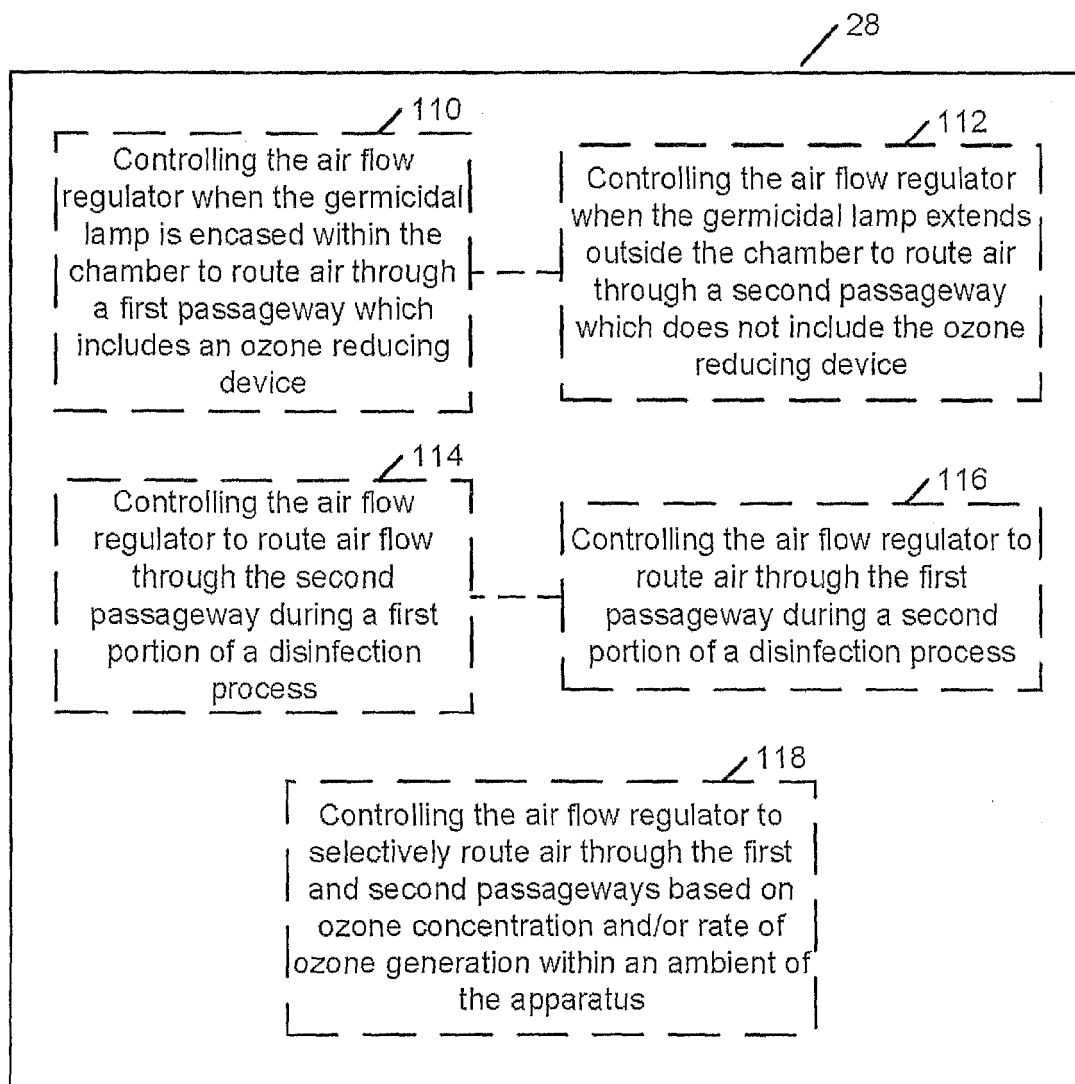 28
110
Controlling the air flow
regulator when the germicidal
lamp is encased within the
chamber to route air through
a first passageway which
includes an ozone reducing
device
112
Controlling the air flow regulator
when the germicidal lamp extends
outside the chamber to route air
through a second passageway
which does not include the ozone
reducing device
114
Controlling the air flow
regulator to route air flow
through the second
passageway during a first
portion of a disinfection
process
116
Controlling the air flow regulator to
route air through the first
passageway during a second
portion of a disinfection process
118
Controlling the air flow regulator to
selectively route air through the first
and second passageways based on
ozone concentration and/or rate of
ozone generation within an ambient of
the apparatus